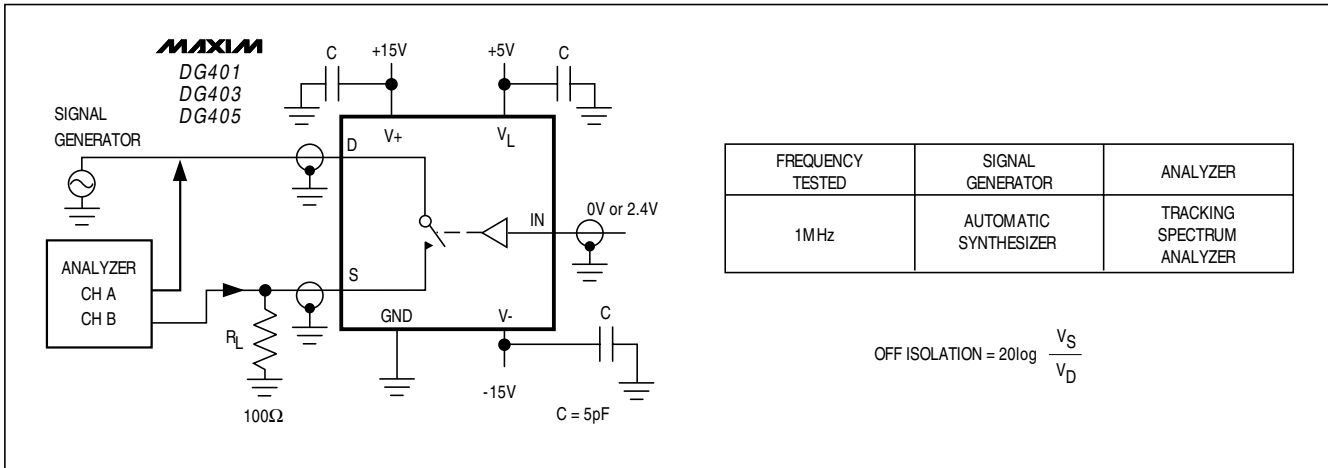 MAXIM
DG401
DG403
DG405
SIGNAL
GENERATOR
C
+15V
+5V
C
V+
VL
D
IN
0V or 2.4V
S
ANALYZER
CH A
CH B
RL
100Ω
GND
V-
-15V
C
C = 5pF
FREQUENCY
TESTED
SIGNAL
GENERATOR
ANALYZER
1MHz
AUTOMATIC
SYNTHESIZER
TRACKING
SPECTRUM
ANALYZER
OFF ISOLATION = 20log VS
VD